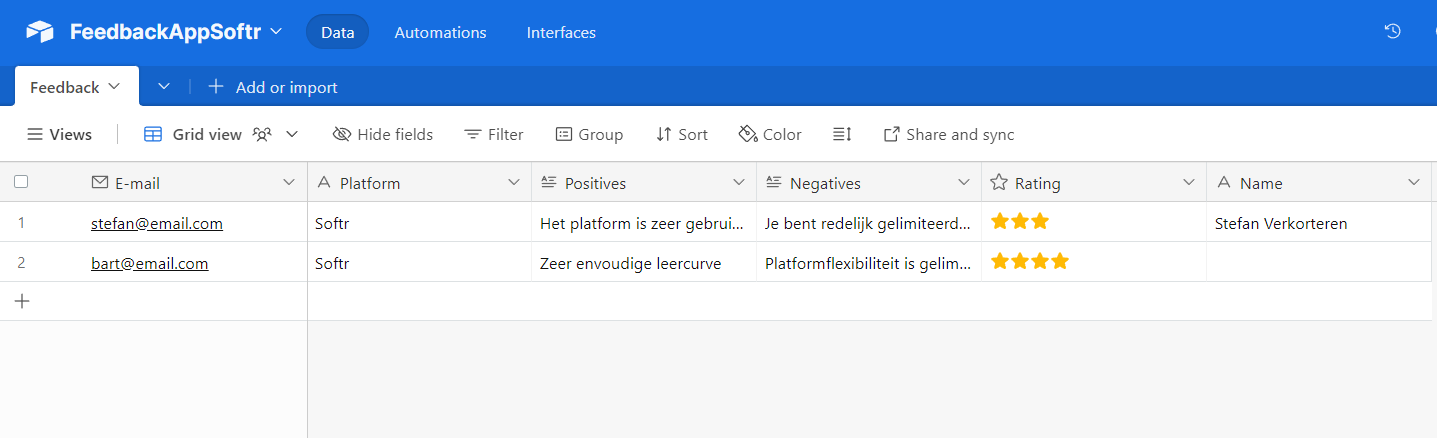 FeedbackAppSoftr Data Automations Interfaces
Feedback Add or import
Views Grid view Hide fields Filter Group Sort Color Share and sync
E-mail Platform Positives Negatives Rating Name
1 stefan@email.com Softr Het platform is zeer gebrui... Je bent redelijk gelimiteerd... Stefan Verkorteren
2 bart@email.com Softr Zeer envoudige leercurve Platformflexibiliteit is gelim...